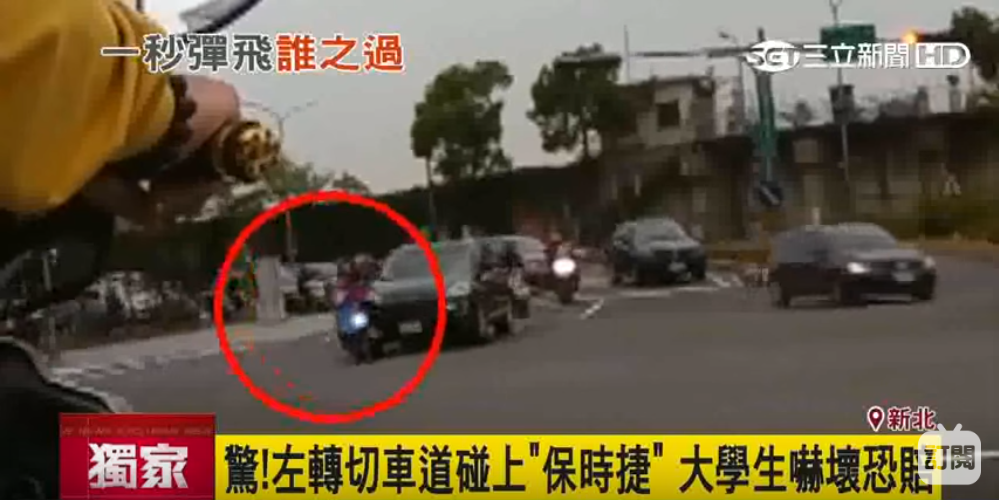 一秒彈飛誰之過
SET三立新聞HD
新北
訂閱
獨家
驚!左轉切車道碰上"保時捷" 大學生嚇壞恐賠